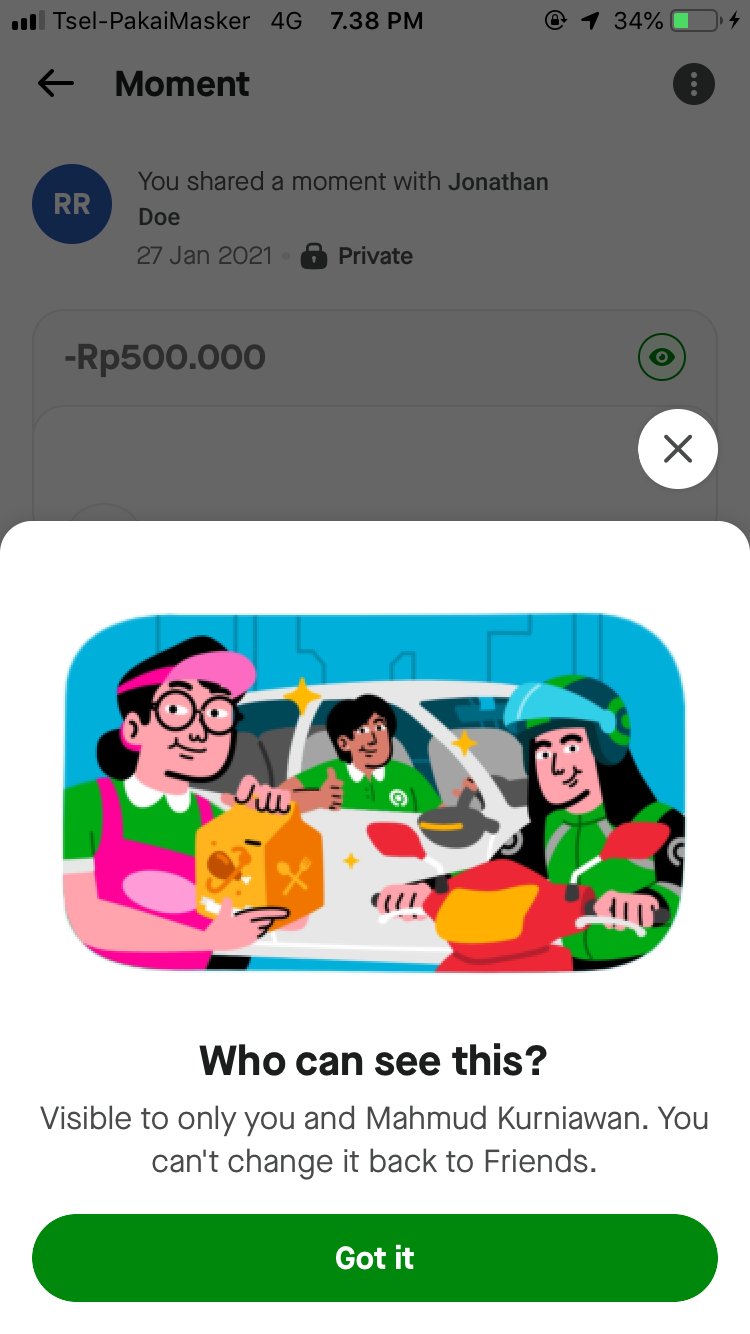 Tsel-PakaiMasker 4G 7.38 PM 34%
Moment
RR
You shared a moment with Jonathan
Doe
27 Jan 2021 • Private
-Rp500.000
Who can see this?
Visible to only you and Mahmud Kurniawan. You
can't change it back to Friends.
Got it